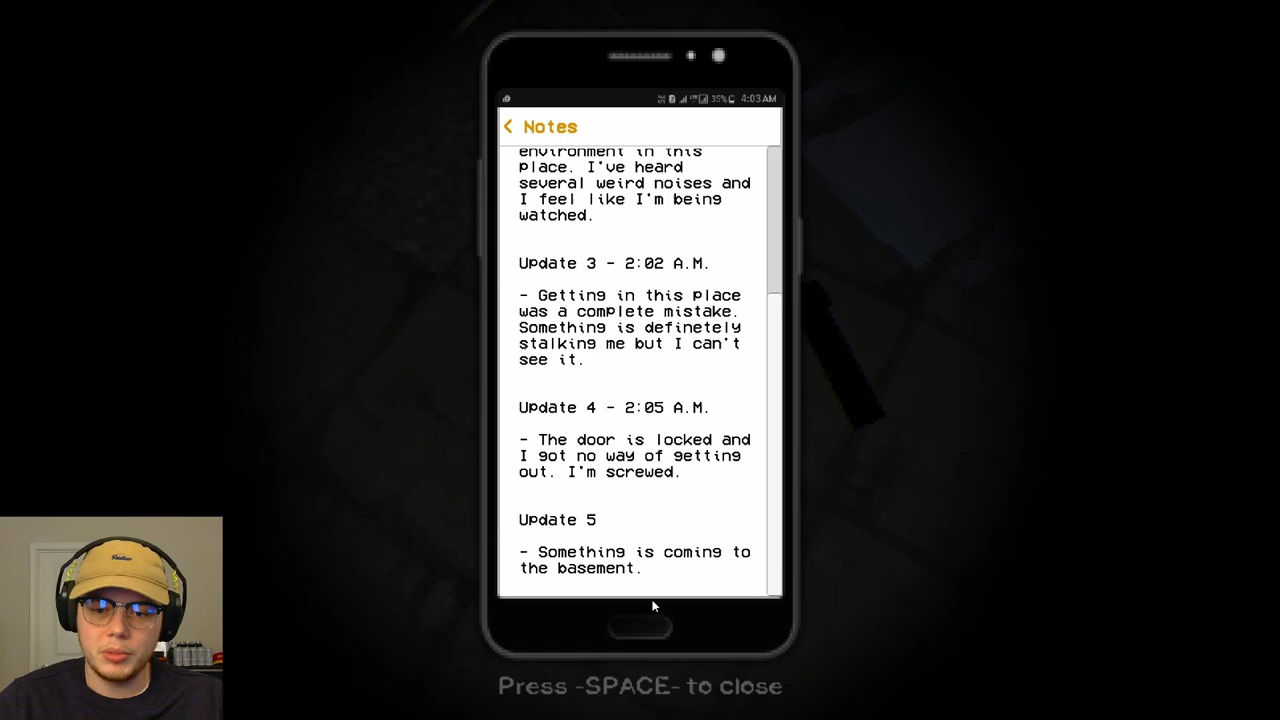 35% 4:03AM
< Notes
environment in this
place. I've heard
several weird noises and
I feel like I'm being
watched.
Update 3 - 2:02 A.M.
- Getting in this place
was a complete mistake.
Something is definetely
stalking me but I can't
see it.
Update 4 - 2:05 A.M.
- The door is locked and
I got no way of getting
out. I'm screwed.
Update 5
- Something is coming to
the basement.
Press -SPACE- to close